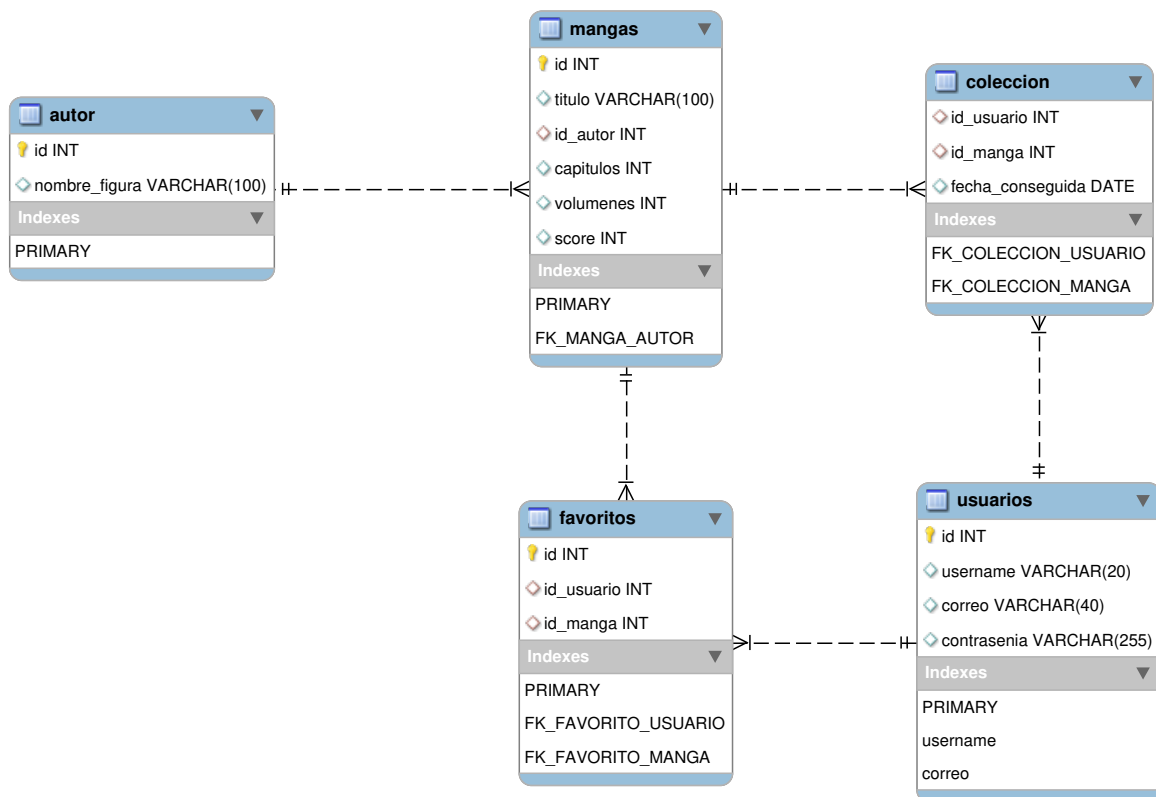 autor
id INT
nombre_figura VARCHAR(100)
Indexes
PRIMARY
mangas
id INT
titulo VARCHAR(100)
id_autor INT
capitulos INT
volumenes INT
score INT
Indexes
PRIMARY
FK_MANGA_AUTOR
coleccion
id_usuario INT
id_manga INT
fecha_conseguida DATE
Indexes
FK_COLECCION_USUARIO
FK_COLECCION_MANGA
favoritos
id INT
id_usuario INT
id_manga INT
Indexes
PRIMARY
FK_FAVORITO_USUARIO
FK_FAVORITO_MANGA
usuarios
id INT
username VARCHAR(20)
correo VARCHAR(40)
contrasenia VARCHAR(255)
Indexes
PRIMARY
username
correo